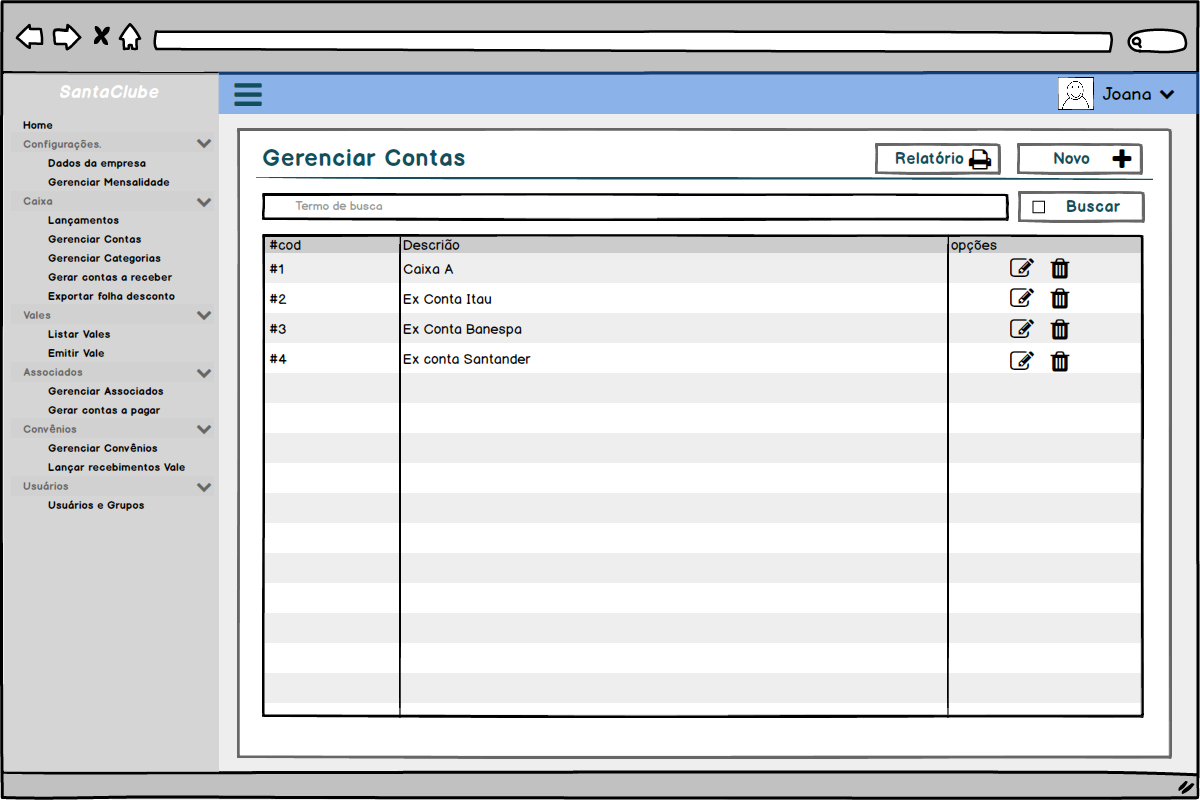 SantaClube
Joana
Home
Configurações.
Dados da empresa
Gerenciar Mensalidade
Caixa
Lançamentos
Gerenciar Contas
Gerenciar Categorias
Gerar contas a receber
Exportar folha desconto
Vales
Listar Vales
Emitir Vale
Associados
Gerenciar Associados
Gerar contas a pagar
Convênios
Gerenciar Convênios
Lançar recebimentos Vale
Usuários
Usuários e Grupos
Gerenciar Contas
Relatório
Novo
Termo de busca
Buscar
#cod Descrião opções
#1 Caixa A
#2 Ex Conta Itau
#3 Ex Conta Banespa
#4 Ex conta Santander